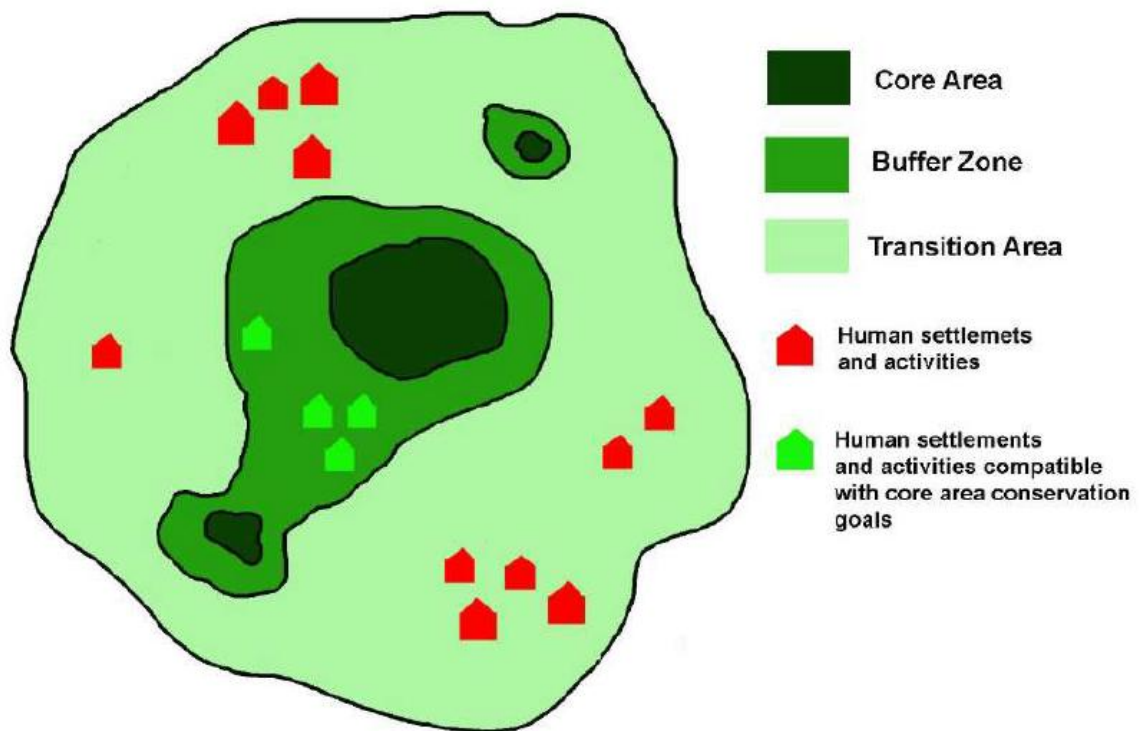 Core Area
Buffer Zone
Transition Area
Human settlemets
and activities
Human settlements
and activities compatible
with core area conservation
goals